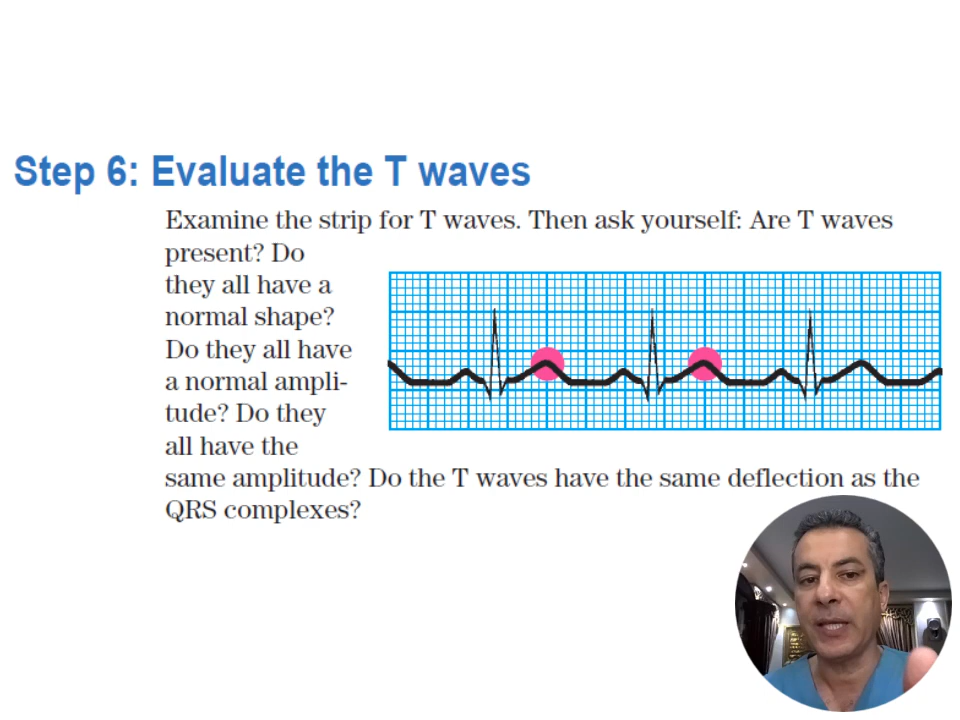 Step 6: Evaluate the T waves
Examine the strip for T waves. Then ask yourself: Are T waves
present? Do
they all have a
normal shape?
Do they all have
a normal ampli-
tude? Do they
all have the
same amplitude? Do the T waves have the same deflection as the
QRS complexes?